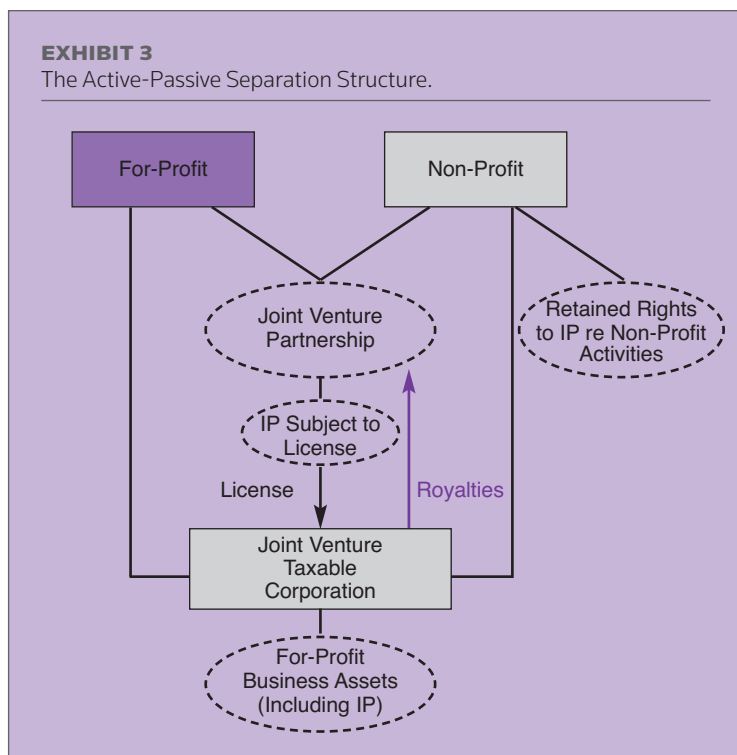 EXHIBIT 3
The Active-Passive Separation Structure.
For-Profit
Non-Profit
Joint Venture
Partnership
Retained Rights
to IP re Non-Profit
Activities
IP Subject to
License
License
Royalties
Joint Venture
Taxable
Corporation
For-Profit
Business Assets
(Including IP)